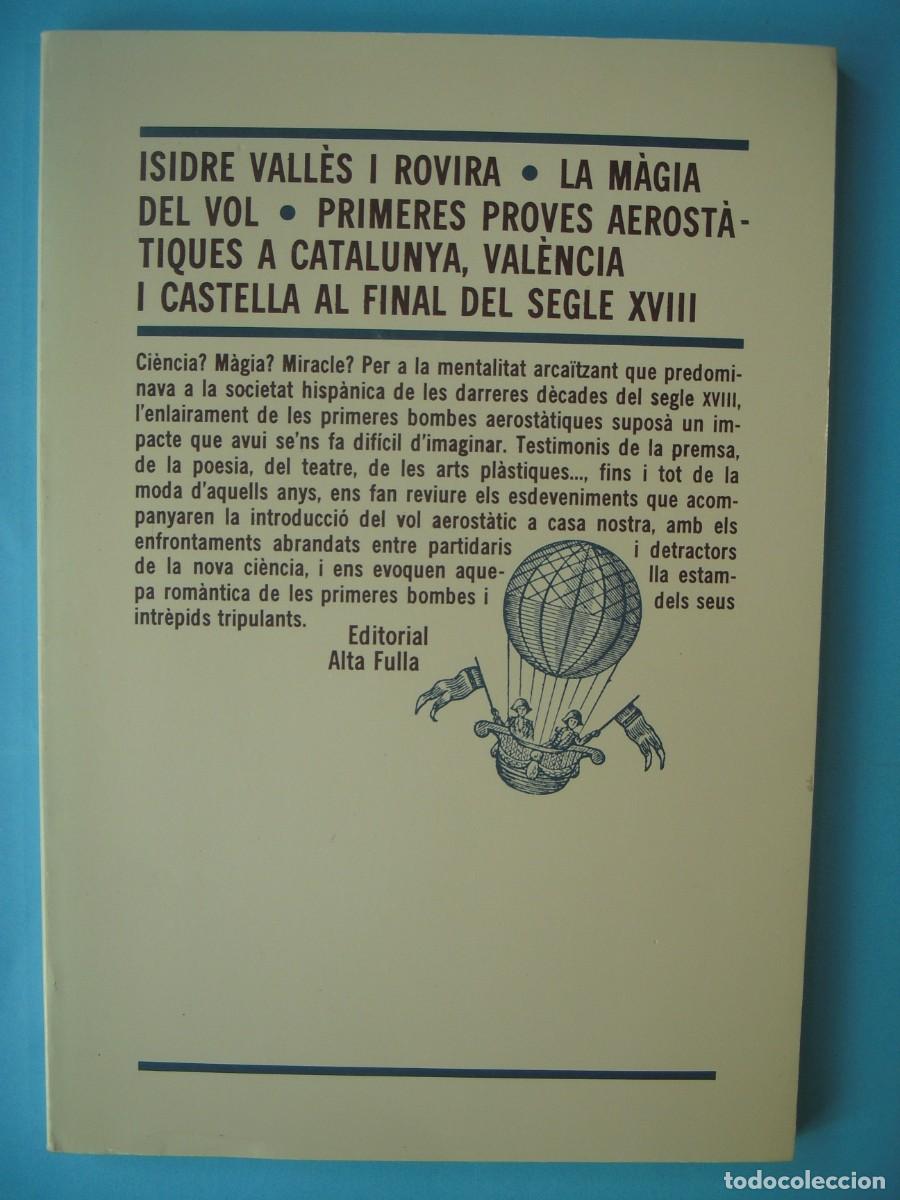 ISIDRE VALLÈS I ROVIRA • LA MÀGIA
DEL VOL • PRIMERES PROVES AEROSTÀ-
TIQUES A CATALUNYA, VALÈNCIA
I CASTELLA AL FINAL DEL SEGLE XVIII
Ciència? Màgia? Miracle? Per a la mentalitat arcaïtzant que predomi-
nava a la societat hispànica de les darreres dècades del segle XVIII,
l'enlairament de les primeres bombes aerostàtiques suposà un im-
pacte que avui se'ns fa difícil d'imaginar. Testimonis de la premsa,
de la poesia, del teatre, de les arts plàstiques..., fins i tot de la
moda d'aquells anys, ens fan reviure els esdeveniments que acom-
panyaren la introducció del vol aerostàtic a casa nostra, amb els
enfrontaments abrandats entre partidaris i detractors
de la nova ciència, i ens evoquen aque- lla estam-
pa romàntica de les primeres bombes i dels seus
intrèpids tripulants.
Editorial
Alta Fulla
todocoleccion